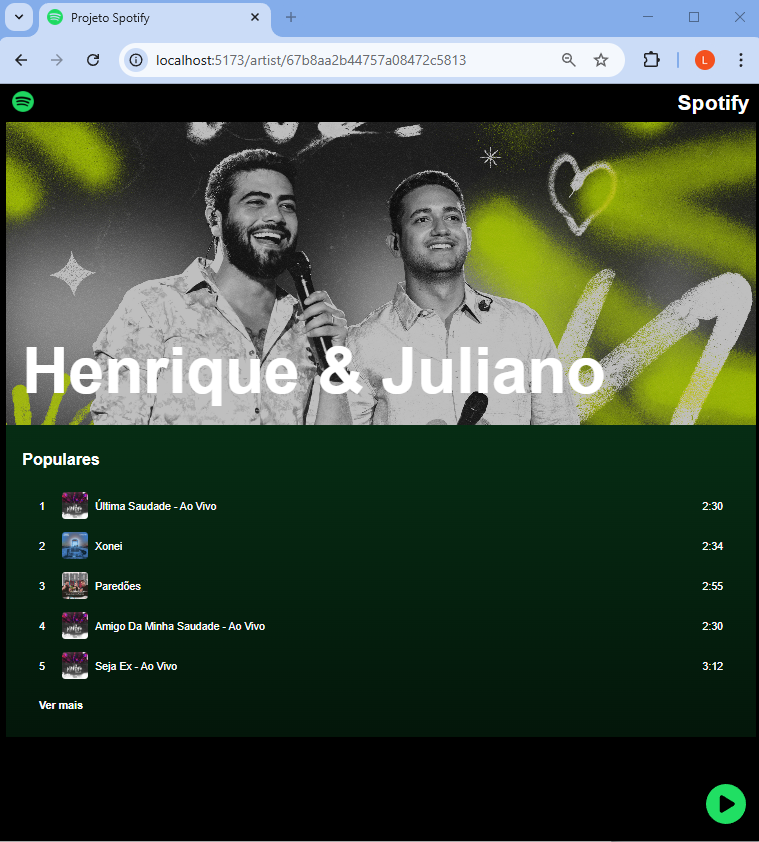 Projeto Spotify
localhost:5173/artist/67b8aa2b44757a08472c5813
L
Spotify
Henrique & Juliano
Populares
1 Última Saudade - Ao Vivo 2:30
2 Xonei 2:34
3 Paredões 2:55
4 Amigo Da Minha Saudade - Ao Vivo 2:30
5 Seja Ex - Ao Vivo 3:12
Ver mais